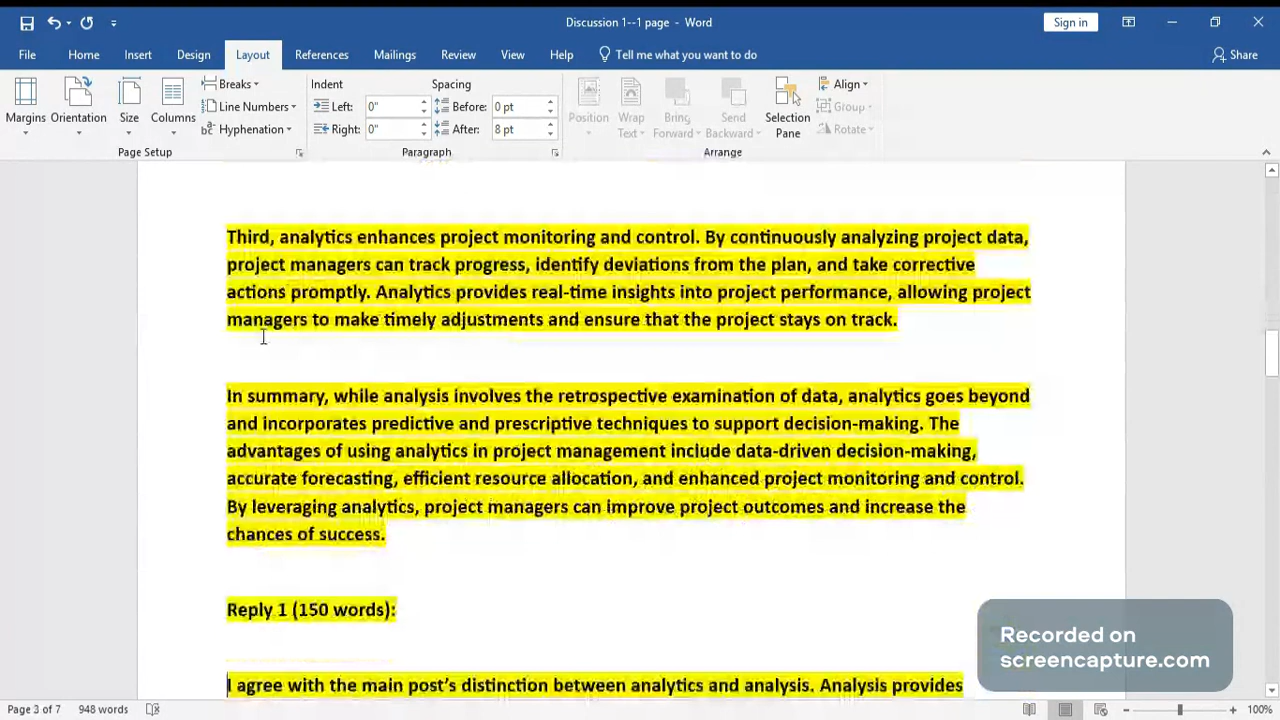 Discussion 1--1 page - Word
Sign in
File Home Insert Design Layout References Mailings Review View Help Tell me what you want to do Share
Margins Orientation Size Columns
Breaks
Line Numbers
Hyphenation
Page Setup
Indent
Left: 0"
Right: 0"
Spacing
Before: 0 pt
After: 8 pt
Paragraph
Position
Wrap Text
Bring Forward
Send Backward
Selection Pane
Align
Group
Rotate
Arrange
Third, analytics enhances project monitoring and control. By continuously analyzing project data,
project managers can track progress, identify deviations from the plan, and take corrective
actions promptly. Analytics provides real-time insights into project performance, allowing project
managers to make timely adjustments and ensure that the project stays on track.
In summary, while analysis involves the retrospective examination of data, analytics goes beyond
and incorporates predictive and prescriptive techniques to support decision-making. The
advantages of using analytics in project management include data-driven decision-making,
accurate forecasting, efficient resource allocation, and enhanced project monitoring and control.
By leveraging analytics, project managers can improve project outcomes and increase the
chances of success.
Reply 1 (150 words):
I agree with the main post's distinction between analytics and analysis. Analysis provides
Recorded on
screencapture.com
Page 3 of 7 948 words 100%